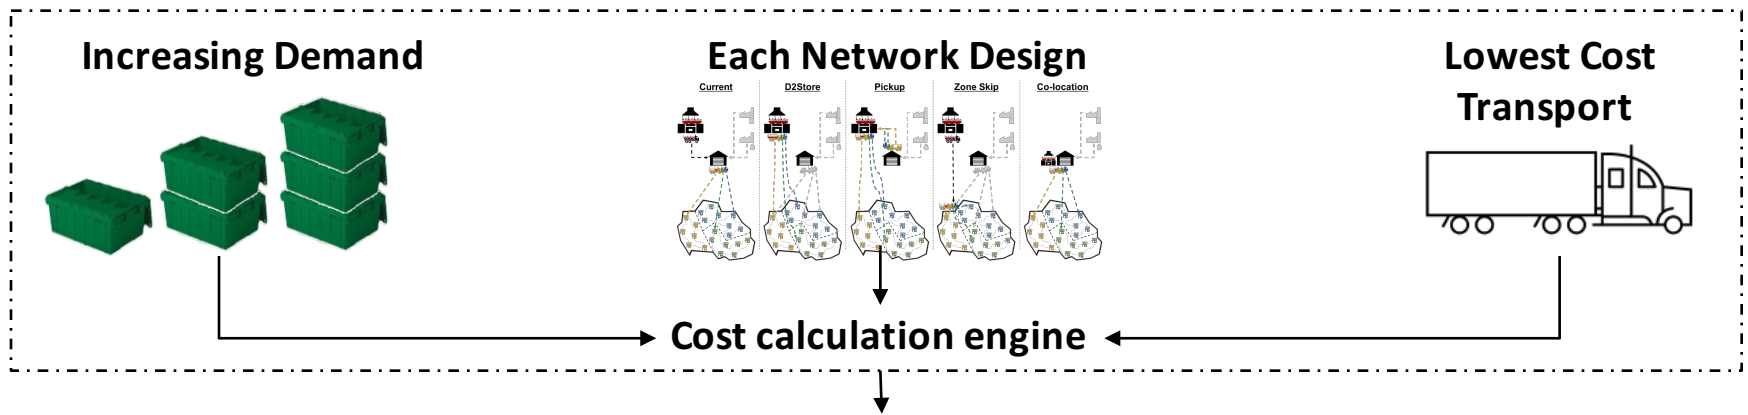 Increasing Demand
Each Network Design
Lowest Cost
Transport
Current
D2Store
Pickup
Zone Skip
Co-location
Cost calculation engine